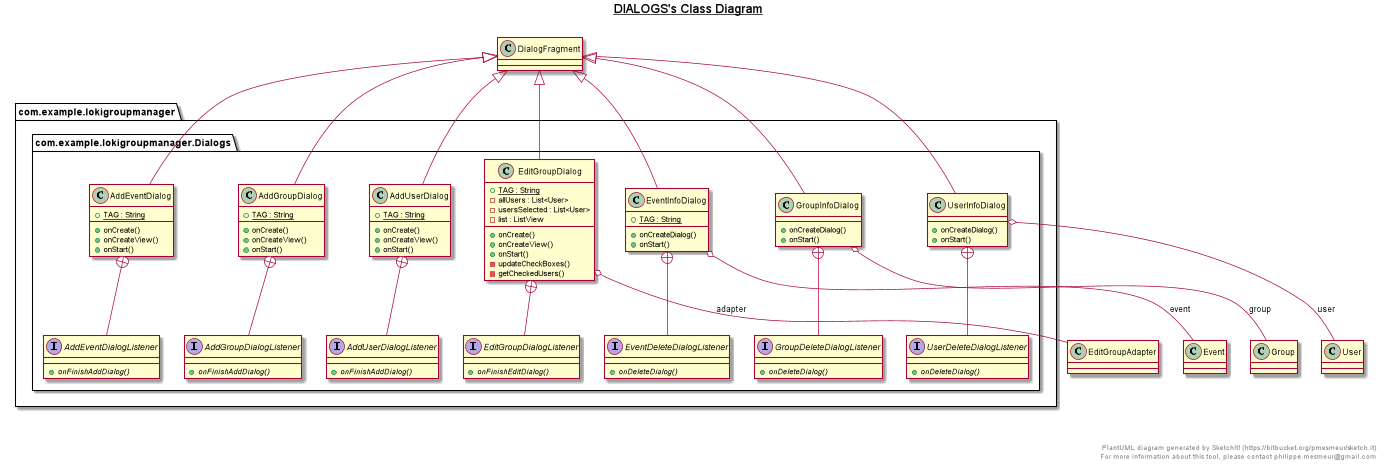 DIALOGS's Class Diagram
C DialogFragment
com.example.lokigroupmanager
com.example.lokigroupmanager.Dialogs
C AddEventDialog
TAG : String
onCreate()
onCreateView()
onStart()
C AddGroupDialog
TAG : String
onCreate()
onCreateView()
onStart()
C AddUserDialog
TAG : String
onCreate()
onCreateView()
onStart()
C EditGroupDialog
TAG : String
allUsers : List<User>
usersSelected : List<User>
list : ListView
onCreate()
onCreateView()
onStart()
updateCheckBoxes()
getCheckedUsers()
C EventInfoDialog
TAG : String
onCreateDialog()
onStart()
C GroupInfoDialog
onCreateDialog()
onStart()
C UserInfoDialog
onCreateDialog()
onStart()
adapter
event
group
user
I AddEventDialogListener
onFinishAddDialog()
I AddGroupDialogListener
onFinishAddDialog()
I AddUserDialogListener
onFinishAddDialog()
I EditGroupDialogListener
onFinishEditDialog()
I EventDeleteDialogListener
onDeleteDialog()
I GroupDeleteDialogListener
onDeleteDialog()
I UserDeleteDialogListener
onDeleteDialog()
C EditGroupAdapter
C Event
C Group
C User
PlantUML diagram generated by SketchIt! (https://bitbucket.org/pmesmeur/sketch.it)
For more information about this tool, please contact philippe.mesmeur@gmail.com